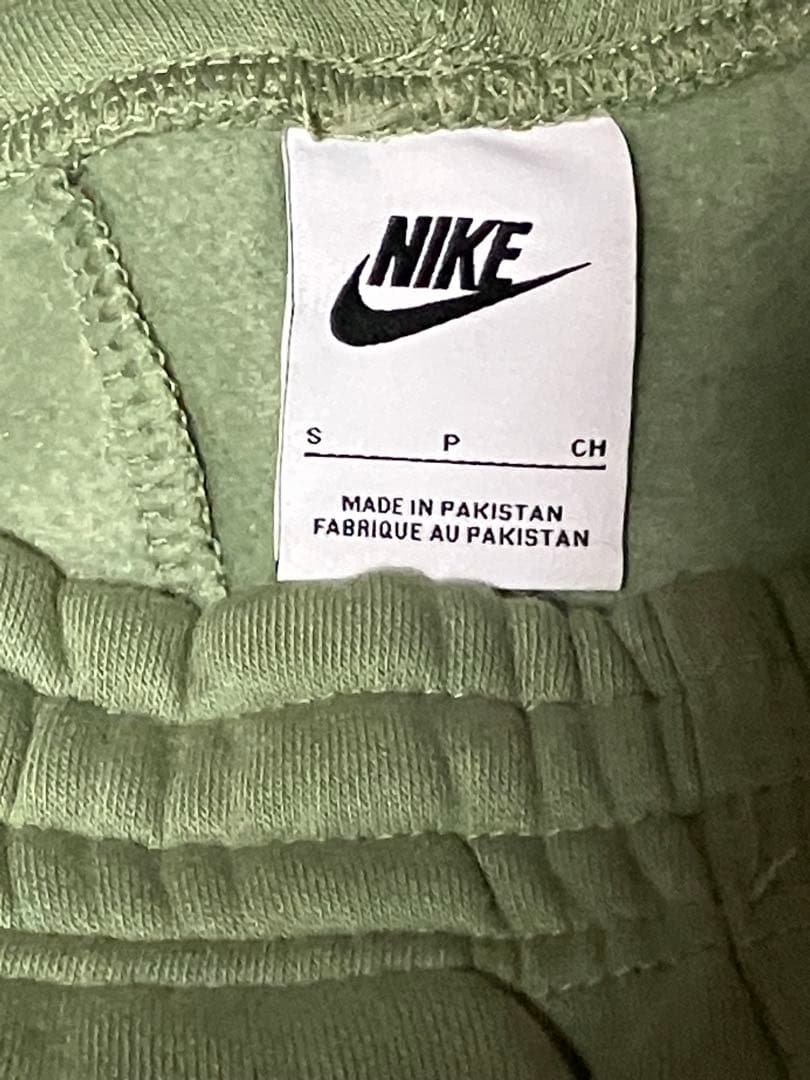 NIKE
S P CH
MADE IN PAKISTAN
FABRIQUE AU PAKISTAN